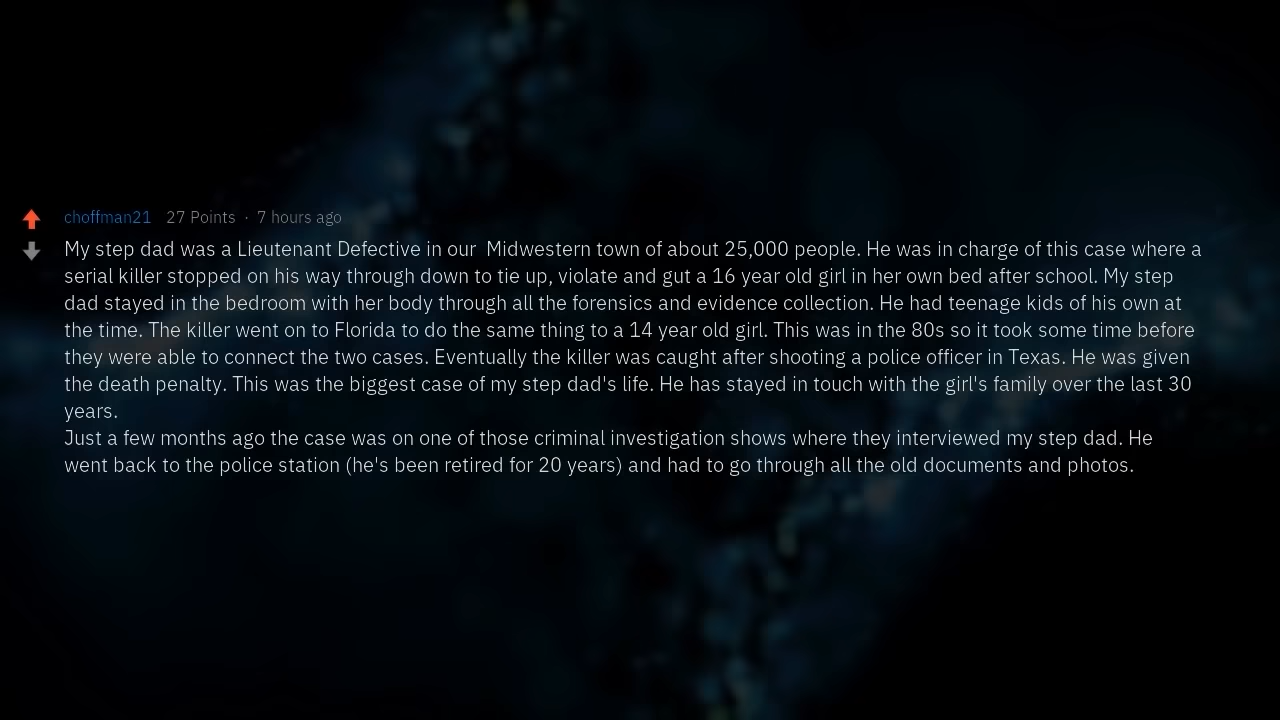 choffman21 27 Points · 7 hours ago
My step dad was a Lieutenant Defective in our  Midwestern town of about 25,000 people. He was in charge of this case where a
serial killer stopped on his way through down to tie up, violate and gut a 16 year old girl in her own bed after school. My step
dad stayed in the bedroom with her body through all the forensics and evidence collection. He had teenage kids of his own at
the time. The killer went on to Florida to do the same thing to a 14 year old girl. This was in the 80s so it took some time before
they were able to connect the two cases. Eventually the killer was caught after shooting a police officer in Texas. He was given
the death penalty. This was the biggest case of my step dad's life. He has stayed in touch with the girl's family over the last 30
years.
Just a few months ago the case was on one of those criminal investigation shows where they interviewed my step dad. He
went back to the police station (he's been retired for 20 years) and had to go through all the old documents and photos.